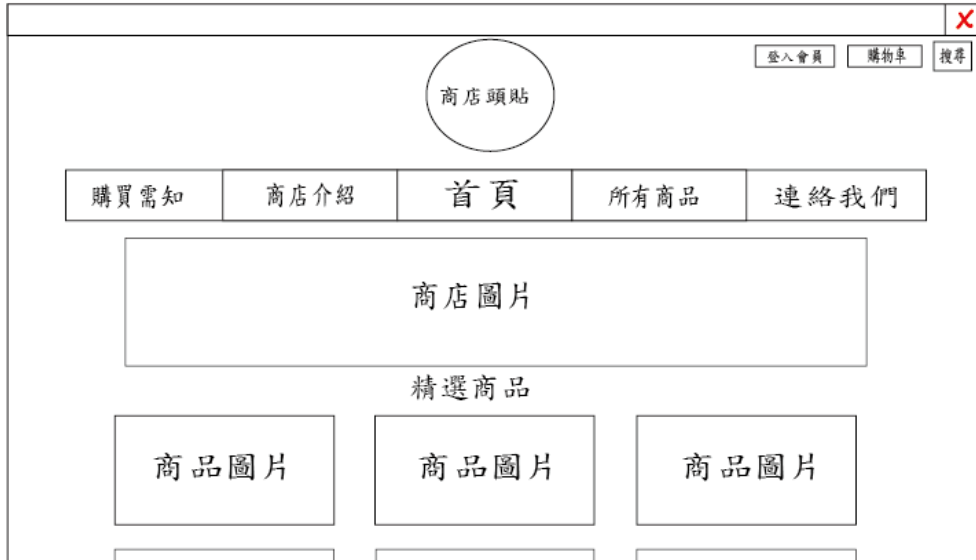 登入會員 購物車 搜尋
商店頭貼
購買需知 商店介紹 首頁 所有商品 連絡我們
商店圖片
精選商品
商品圖片 商品圖片 商品圖片